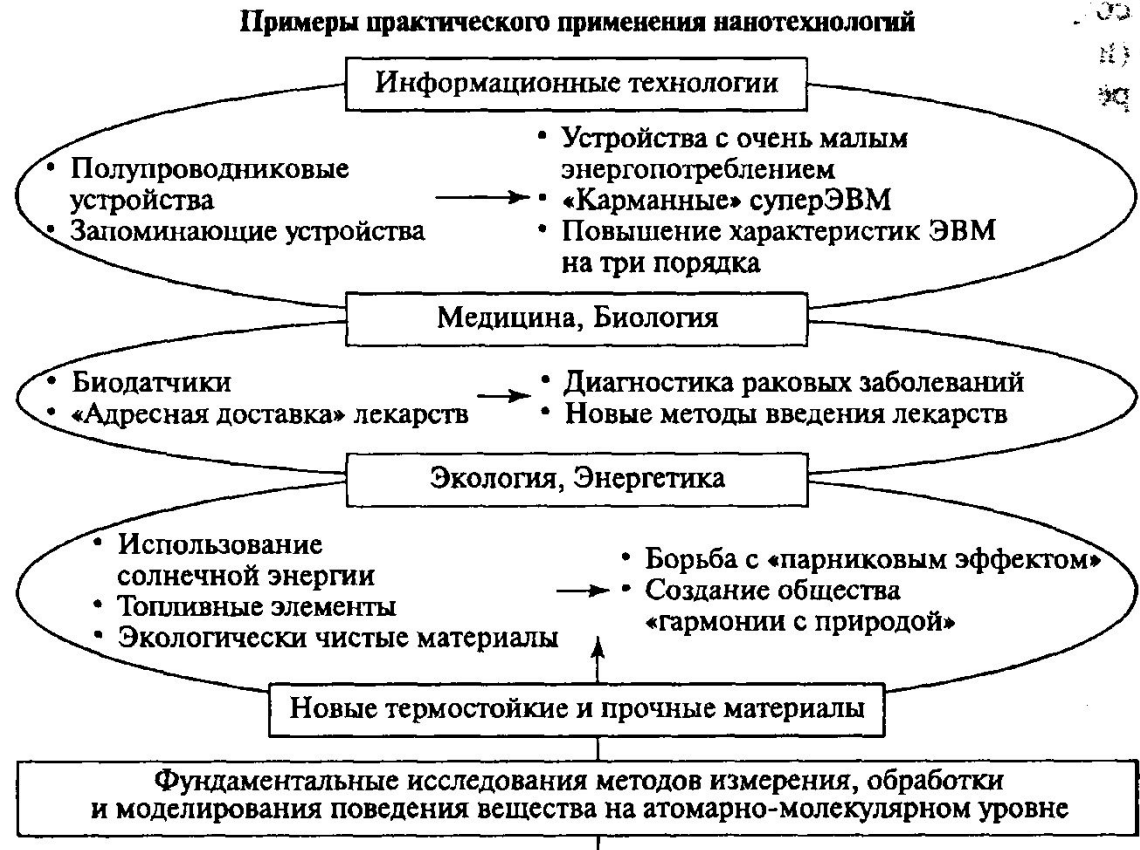 Примеры практического применения нанотехнологий
Информационные технологии
• Полупроводниковые
устройства
• Запоминающие устройства
• Устройства с очень малым
энергопотреблением
• «Карманные» суперЭВМ
• Повышение характеристик ЭВМ
на три порядка
Медицина, Биология
• Биодатчики
• «Адресная доставка» лекарств
• Диагностика раковых заболеваний
• Новые методы введения лекарств
Экология, Энергетика
• Использование
солнечной энергии
• Топливные элементы
• Экологически чистые материалы
• Борьба с «парниковым эффектом»
• Создание общества
«гармонии с природой»
Новые термостойкие и прочные материалы
Фундаментальные исследования методов измерения, обработки
и моделирования поведения вещества на атомарно-молекулярном уровне